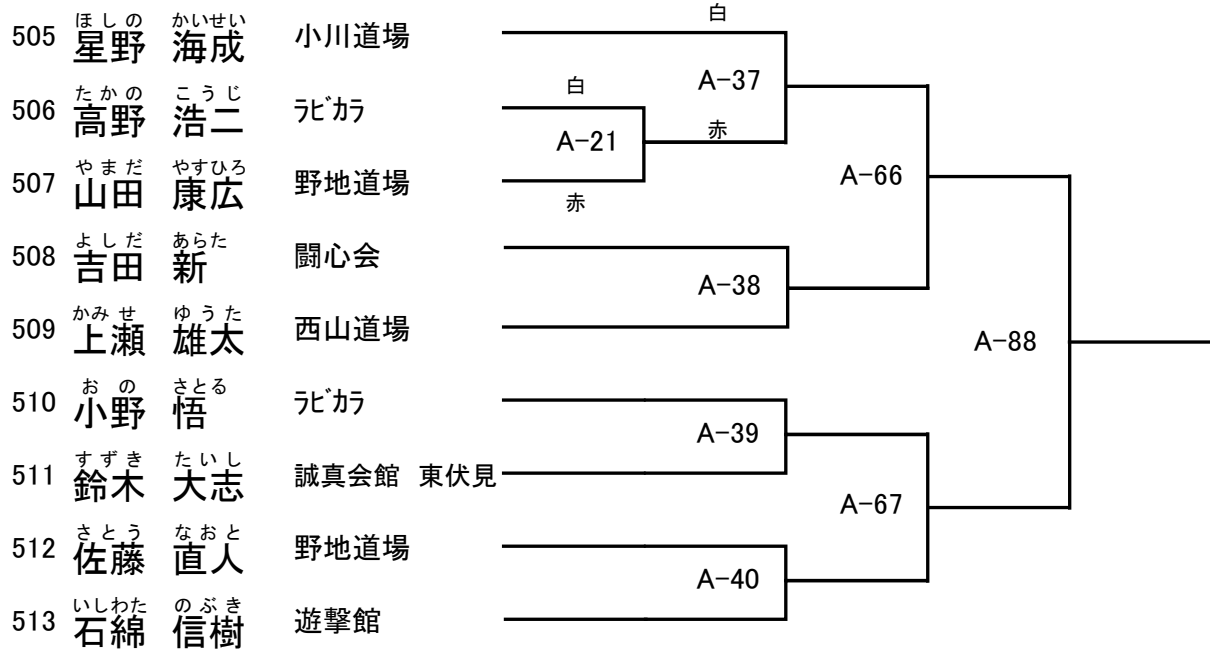 白
ほしの かいせい
505 星野 海成 小川道場
A-37
たかの こうじ 白
506 高野 浩二 ﾗﾋﾞｶﾗ
A-21 赤
やまだ やすひろ
507 山田 康広 野地道場
A-66
赤
よしだ あらた
508 吉田 新 闘心会
A-38
かみせ ゆうた
509 上瀬 雄太 西山道場
A-88
おの さとる
510 小野 悟 ﾗﾋﾞｶﾗ
A-39
すずき たいし
511 鈴木 大志 誠真会館 東伏見
A-67
さとう なおと
512 佐藤 直人 野地道場
A-40
いしわた のぶき
513 石綿 信樹 遊撃館